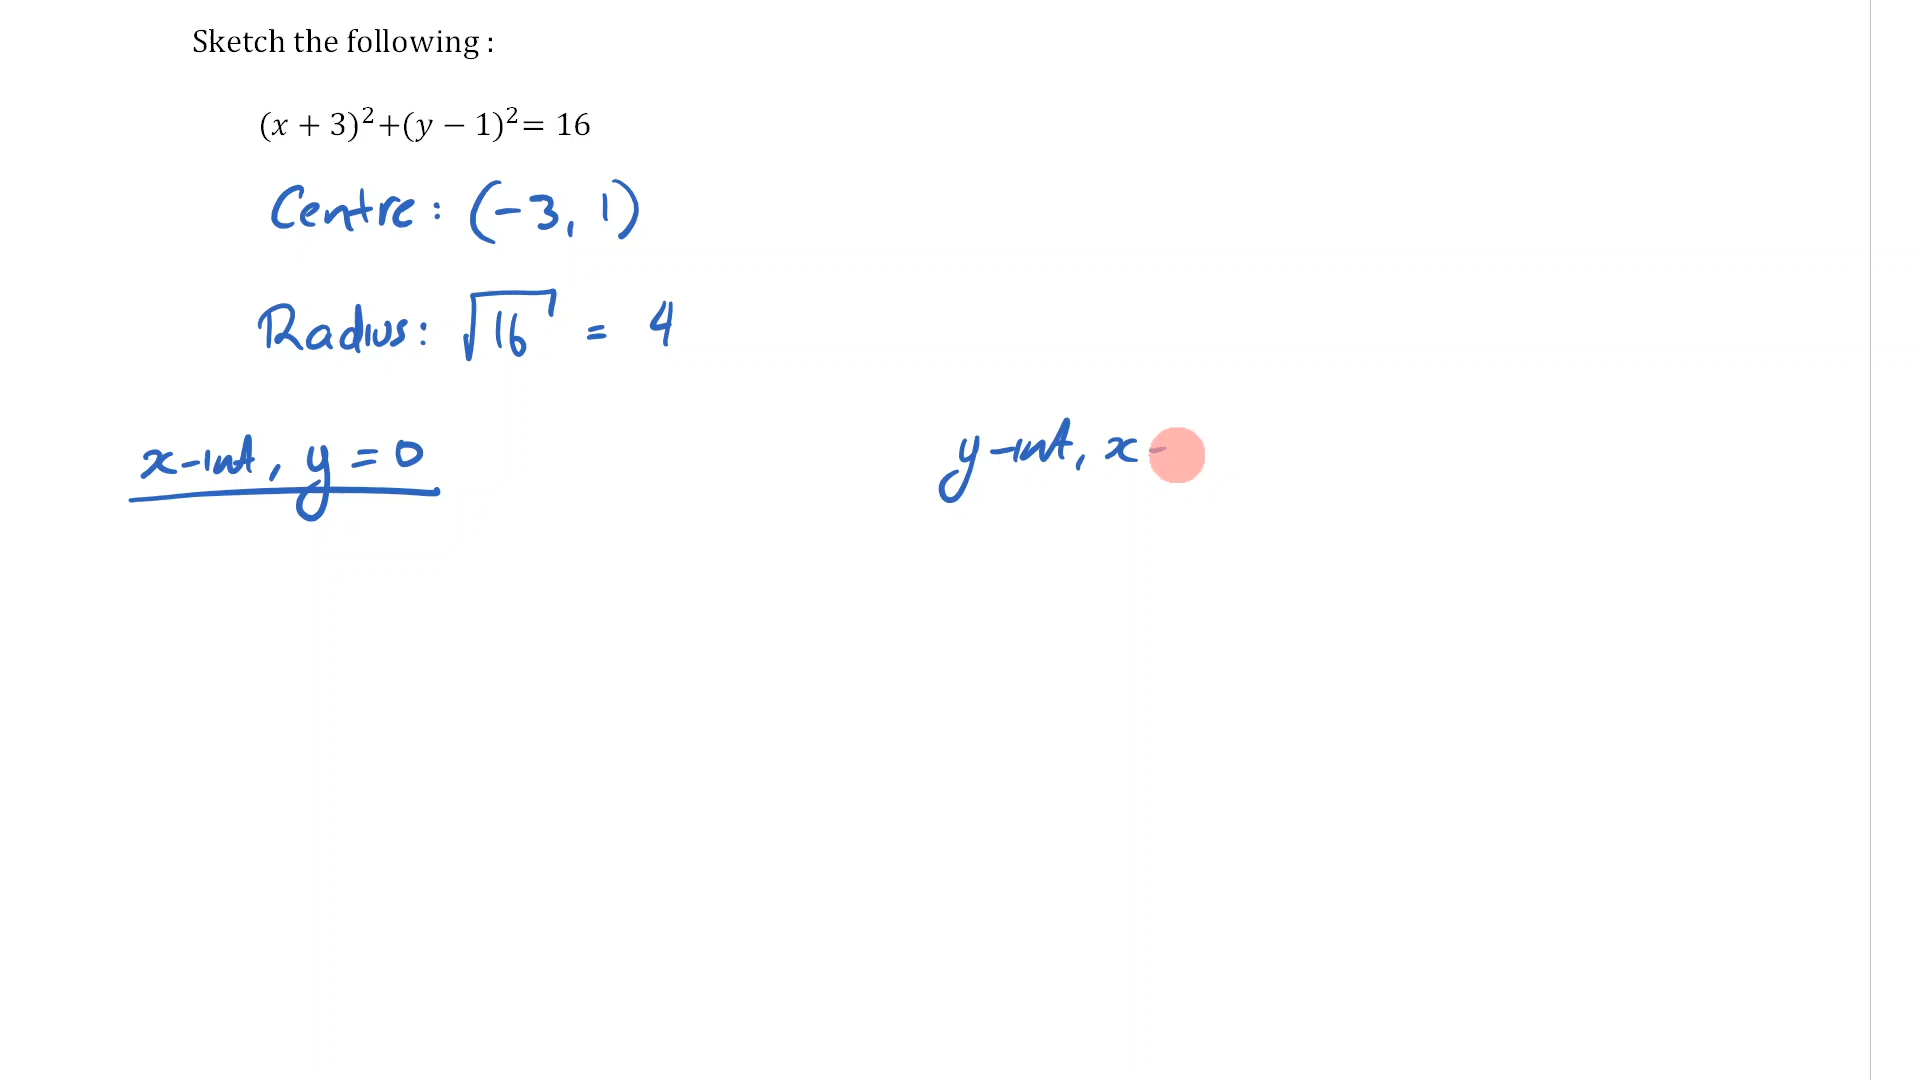 Sketch the following :
(x + 3)²+(y − 1)²= 16
Centre : (-3, 1)
Radius : √16 = 4
x-int, y = 0
y-int, x